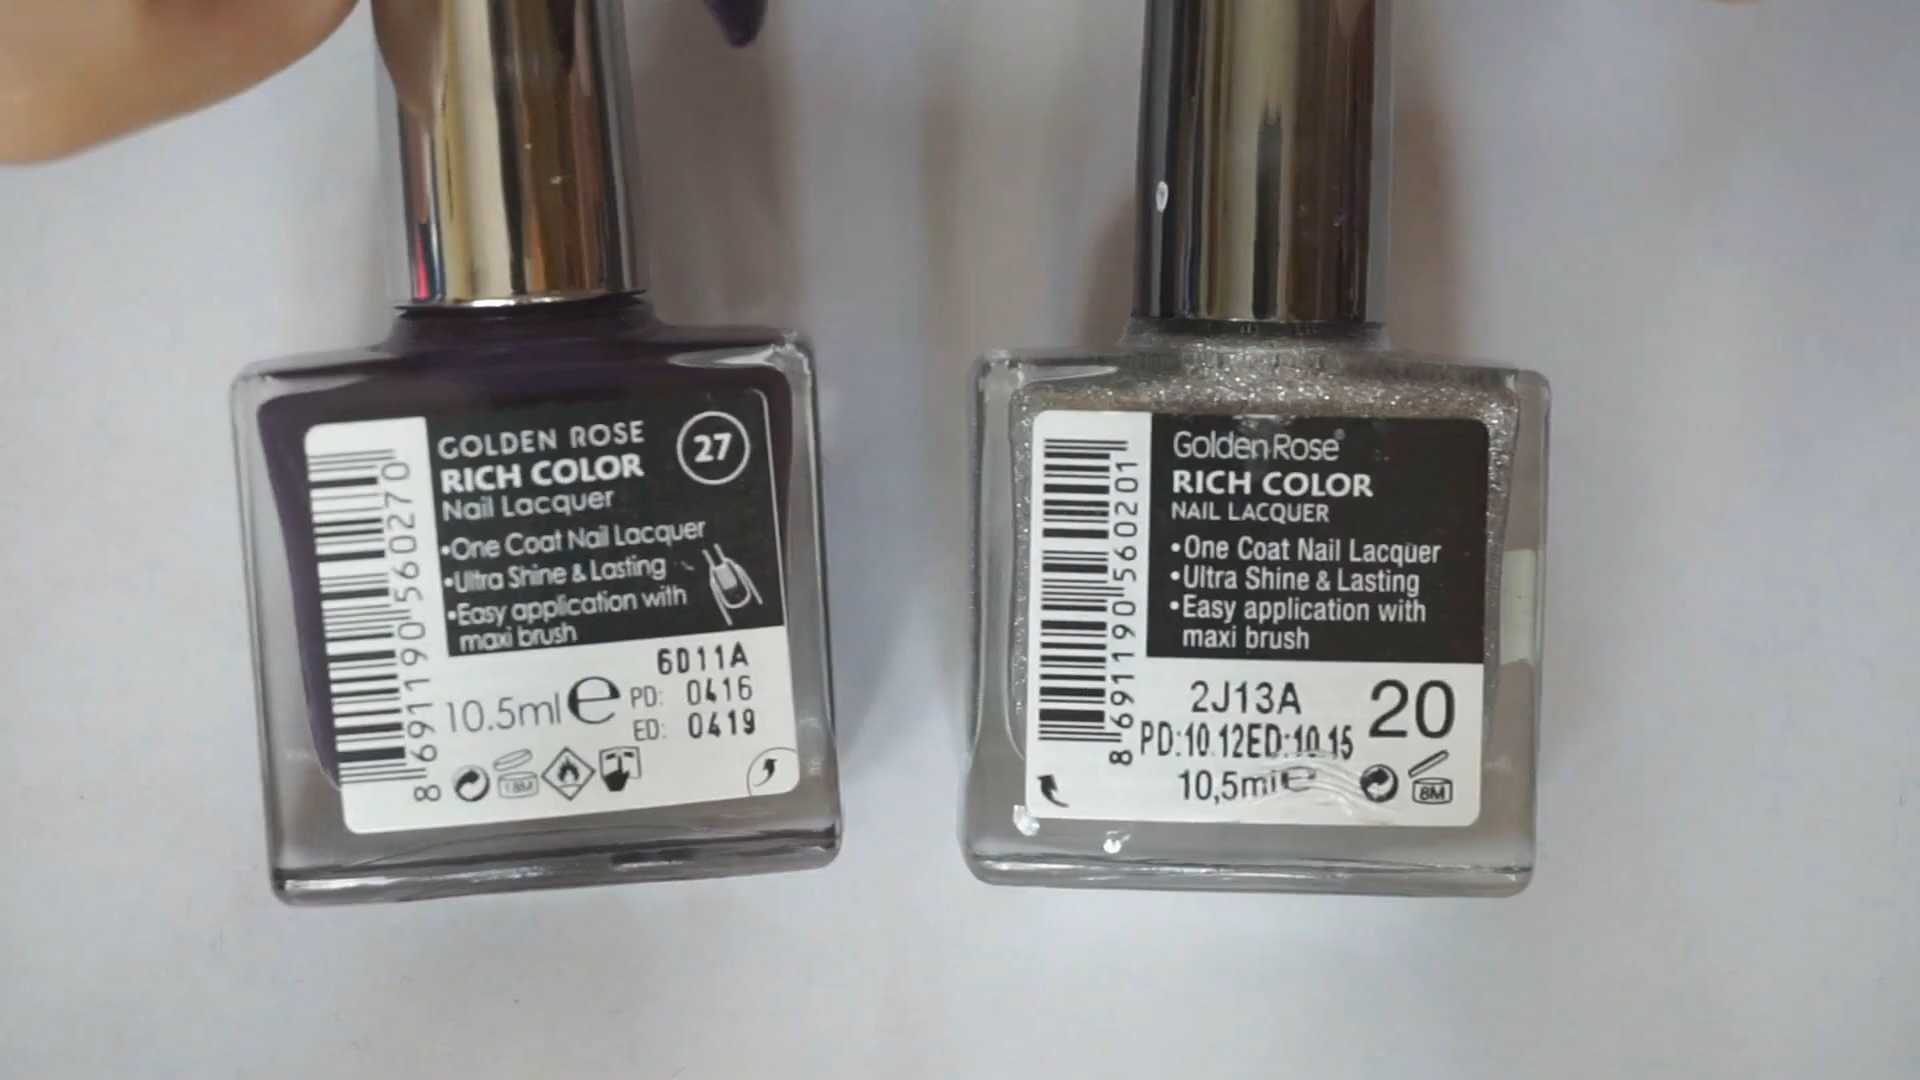 GOLDEN ROSE
RICH COLOR
Nail Lacquer
27
•One Coat Nail Lacquer
•Ultra Shine & Lasting
•Easy application with
maxi brush
6D11A
10.5ml e PD: 0416
ED: 0419
18M
8 691190 560270
Golden Rose®
RICH COLOR
NAIL LACQUER
•One Coat Nail Lacquer
•Ultra Shine & Lasting
•Easy application with
maxi brush
2J13A
20
PD:10.12ED:10.15
10,5ml e
8M
8 691190 560201